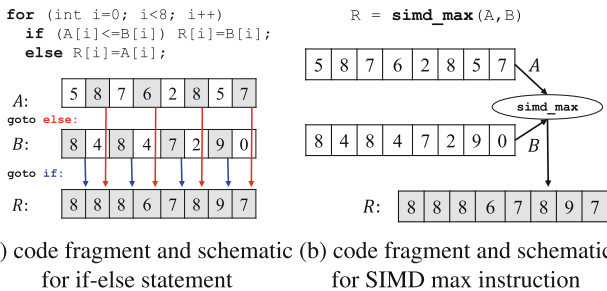 for (int i=0; i<8; i++)
if (A[i]<=B[i]) R[i]=B[i];
else R[i]=A[i];
A: 5 8 7 6 2 8 5 7
goto else:
B: 8 4 8 4 7 2 9 0
goto if:
R: 8 8 8 6 7 8 9 7
) code fragment and schematic
for if-else statement
R = simd_max(A,B)
5 8 7 6 2 8 5 7 A
simd_max
8 4 8 4 7 2 9 0 B
R: 8 8 8 6 7 8 9 7
(b) code fragment and schematic
for SIMD max instruction